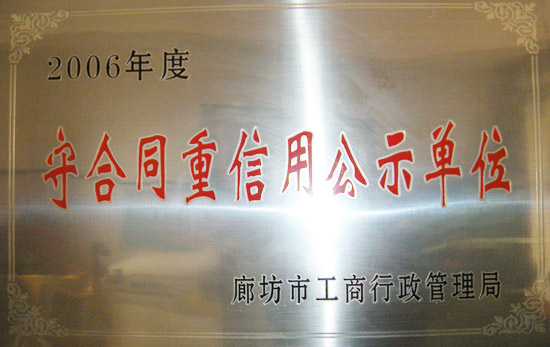 2006年度
守合同重信用公示单位
廊坊市工商行政管理局